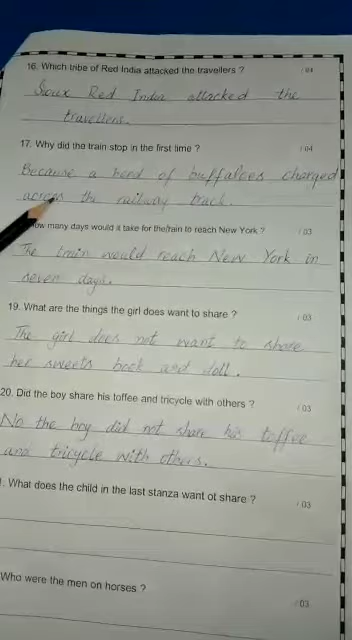 16. Which tribe of Red India attacked the travellers ? / 04
Sioux Red Indor attacked the
travellers.
17. Why did the train stop in the first time ? / 04
Because a herd of buffaloes charged
across the railway track.
ow many days would it take for the train to reach New York ? / 03
The train would reach New York in
seven days.
19. What are the things the girl does want to share ? / 03
The girl does not want to share
her sweets book and doll.
20. Did the boy share his toffee and tricycle with others ? / 03
No the boy did not share his toffee
and tricycle with others.
. What does the child in the last stanza want ot share ? / 03
Who were the men on horses ? / 03